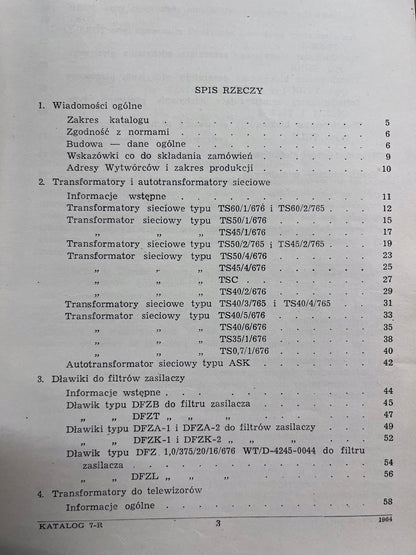 SPIS RZECZY
1. Wiadomości ogólne
Zakres katalogu . . . . . . . . . 5
Zgodność z normami . . . . . . . . 6
Budowa — dane ogólne . . . . . . . 6
Wskazówki co do składania zamówień . . . . 9
Adresy Wytwórców i zakres produkcji . . . . 10
2. Transformatory i autotransformatory sieciowe
Informacje wstępne . . . . . . . . 11
Transformatory sieciowe typu TS60/1/676 i TS60/2/765 . . . 12
Transformator sieciowy typu TS50/1/676 . . . . 15
„ „ „ TS45/1/676 . . . . 17
Transformatory sieciowe typu TS50/2/765 i TS45/2/765 . . . 19
Transformator sieciowy typu TS50/4/676 . . . . 23
„ „ „ TS45/4/676 . . . . 25
„ „ „ TSC . . . . 27
„ „ „ TS40/2/676 . . . . 29
Transformatory sieciowe typu TS40/3/765 i TS40/4/765 . . . 31
Transformator sieciowy typu TS40/5/676 . . . . 33
„ „ „ TS40/6/676 . . . . 35
„ „ „ TS35/1/676 . . . . 38
„ „ „ TS0,7/1/676 . . . . 40
Autotransformator sieciowy typu ASK . . . . 42
3. Dławiki do filtrów zasilaczy
Informacje wstępne . . . . . . . . 44
Dławik typu DFZB do filtru zasilacza . . . . 45
„ „ DFZT „ „ „ . . . . 47
Dławiki typu DFZA-1 i DFZA-2 do filtrów zasilaczy . . . 49
„ „ DFZK-1 i DFZK-2 „ „ „ . . . 52
Dławik typu DFZ 1,0/375/20/16/676 WT/D-4245-0044 do filtru
zasilacza . . . . . . . . . 54
„ „ DFZL „ „ „ . . . . 56
4. Transformatory do telewizorów
Informacje ogólne . . . . . . . . 58
KATALOG 7-R 3 1964